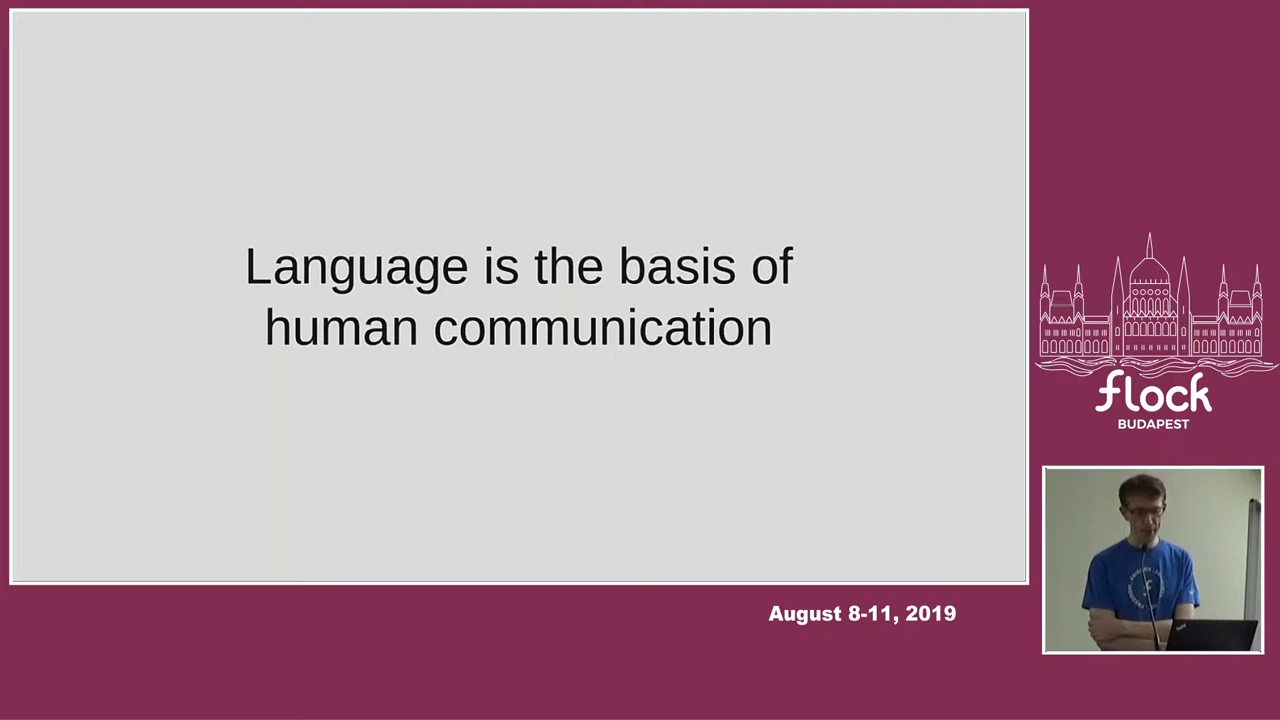 Language is the basis of
human communication
flock
BUDAPEST
August 8-11, 2019